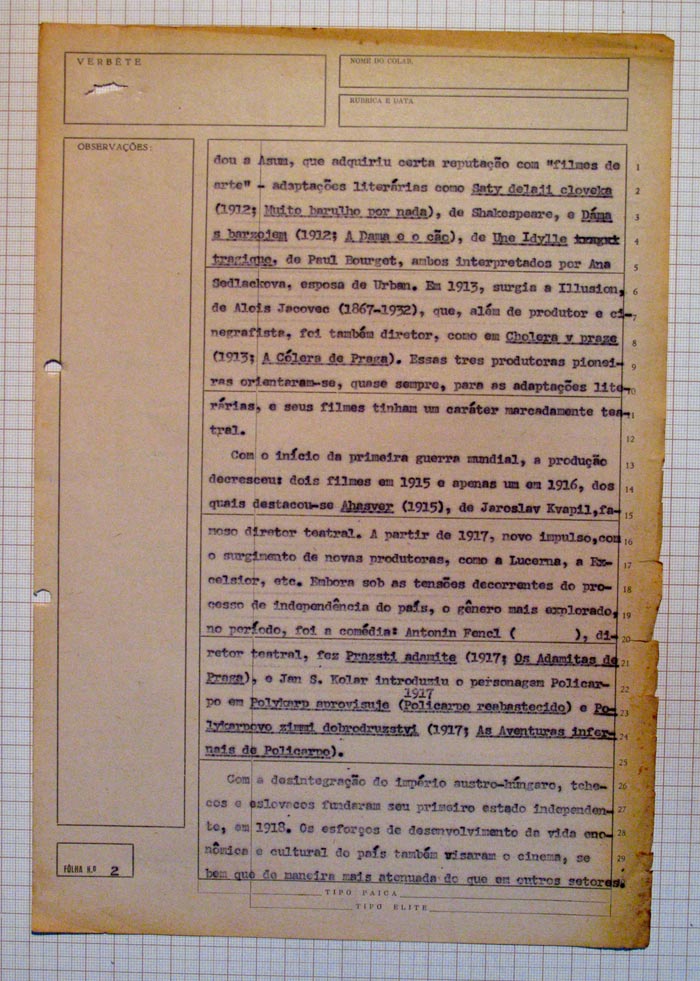 VERBÊTE
NOME DO COLAB.
RUBRICA E DATA
OBSERVAÇÕES:
dou a Asum, que adquiriu certa reputação com "filmes de 1
arte" - adaptações literárias como Saty delaji cloveka 2
(1912; Muito barulho por nada), de Shakespeare, e Dáma 3
s barzojem (1912; A Dama e o cão), de Une Idylle 4
tragique, de Paul Bourget, ambos interpretados por Ana 5
Sedlackova, esposa de Urban. Em 1913, surgia a Illusion, 6
de Alois Jacovec (1867-1932), que, além de produtor e ci- 7
negrafista, foi também diretor, como em Cholera v praze 8
(1913; A Cólera de Praga). Essas três produtoras pionei- 9
ras orientaram-se, quase sempre, para as adaptações lite- 10
rárias, e seus filmes tinham um caráter marcadamente tea- 11
tral. 12
Com o início da primeira guerra mundial, a produção 13
decresceu: dois filmes em 1915 e apenas um em 1916, dos 14
quais destacou-se Ahasver (1915), de Jaroslav Kvapil,fa- 15
moso diretor teatral. A partir de 1917, novo impulso,com 16
o surgimento de novas produtoras, como a Lucerna, a Ex- 17
celsior, etc. Embora sob as tensões decorrentes do pro- 18
cesso de independência do país, o gênero mais explorado, 19
no período, foi a comédia: Antonin Fencl ( ), di- 20
retor teatral, fez Prazsti adamite (1917; Os Adamitas de 21
Praga), e Jan S. Kolar introduziu o personagem Policar- 22
1917
po em Polykarp aprovisuje (Policarpo reabastecido) e Po- 23
lykarpovo zimmi dobrodruzstvi (1917; As Aventuras infer- 24
nais de Policarpo). 25
Com a desintegração do império austro-húngaro, tche- 26
cos e eslovacos fundaram seu primeiro estado independen- 27
te, em 1918. Os esforços de desenvolvimento da vida eco- 28
nômica e cultural do país também visaram o cinema, se 29
bem que de maneira mais atenuada do que em outros setores.
FÔLHA N.º 2
TIPO PAICA
TIPO ELITE